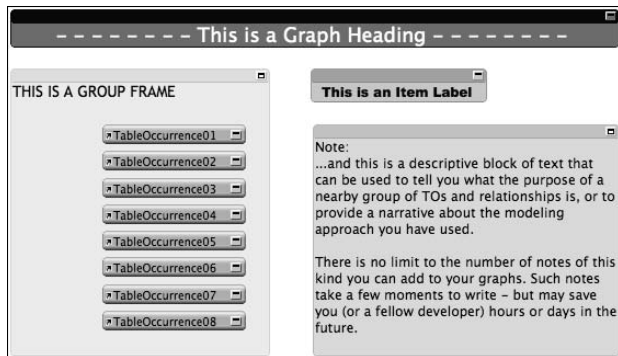 - - - - - - - - This is a Graph Heading - - - - - - - -
THIS IS A GROUP FRAME
TableOccurrence01
TableOccurrence02
TableOccurrence03
TableOccurrence04
TableOccurrence05
TableOccurrence06
TableOccurrence07
TableOccurrence08
This is an Item Label
Note:
...and this is a descriptive block of text that
can be used to tell you what the purpose of a
nearby group of TOs and relationships is, or to
provide a narrative about the modeling
approach you have used.
There is no limit to the number of notes of this
kind you can add to your graphs. Such notes
take a few moments to write – but may save
you (or a fellow developer) hours or days in the
future.